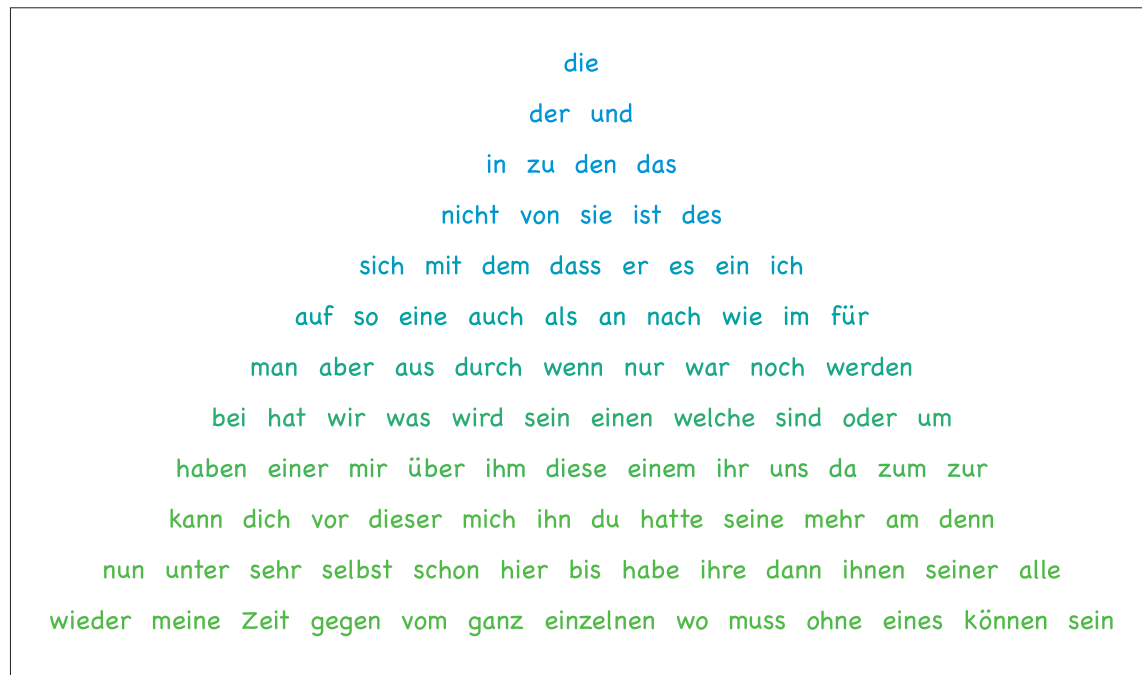 die
der und
in zu den das
nicht von sie ist des
sich mit dem dass er es ein ich
auf so eine auch als an nach wie im für
man aber aus durch wenn nur war noch werden
bei hat wir was wird sein einen welche sind oder um
haben einer mir über ihm diese einem ihr uns da zum zur
kann dich vor dieser mich ihn du hatte seine mehr am denn
nun unter sehr selbst schon hier bis habe ihre dann ihnen seiner alle
wieder meine Zeit gegen vom ganz einzelnen wo muss ohne eines können sein